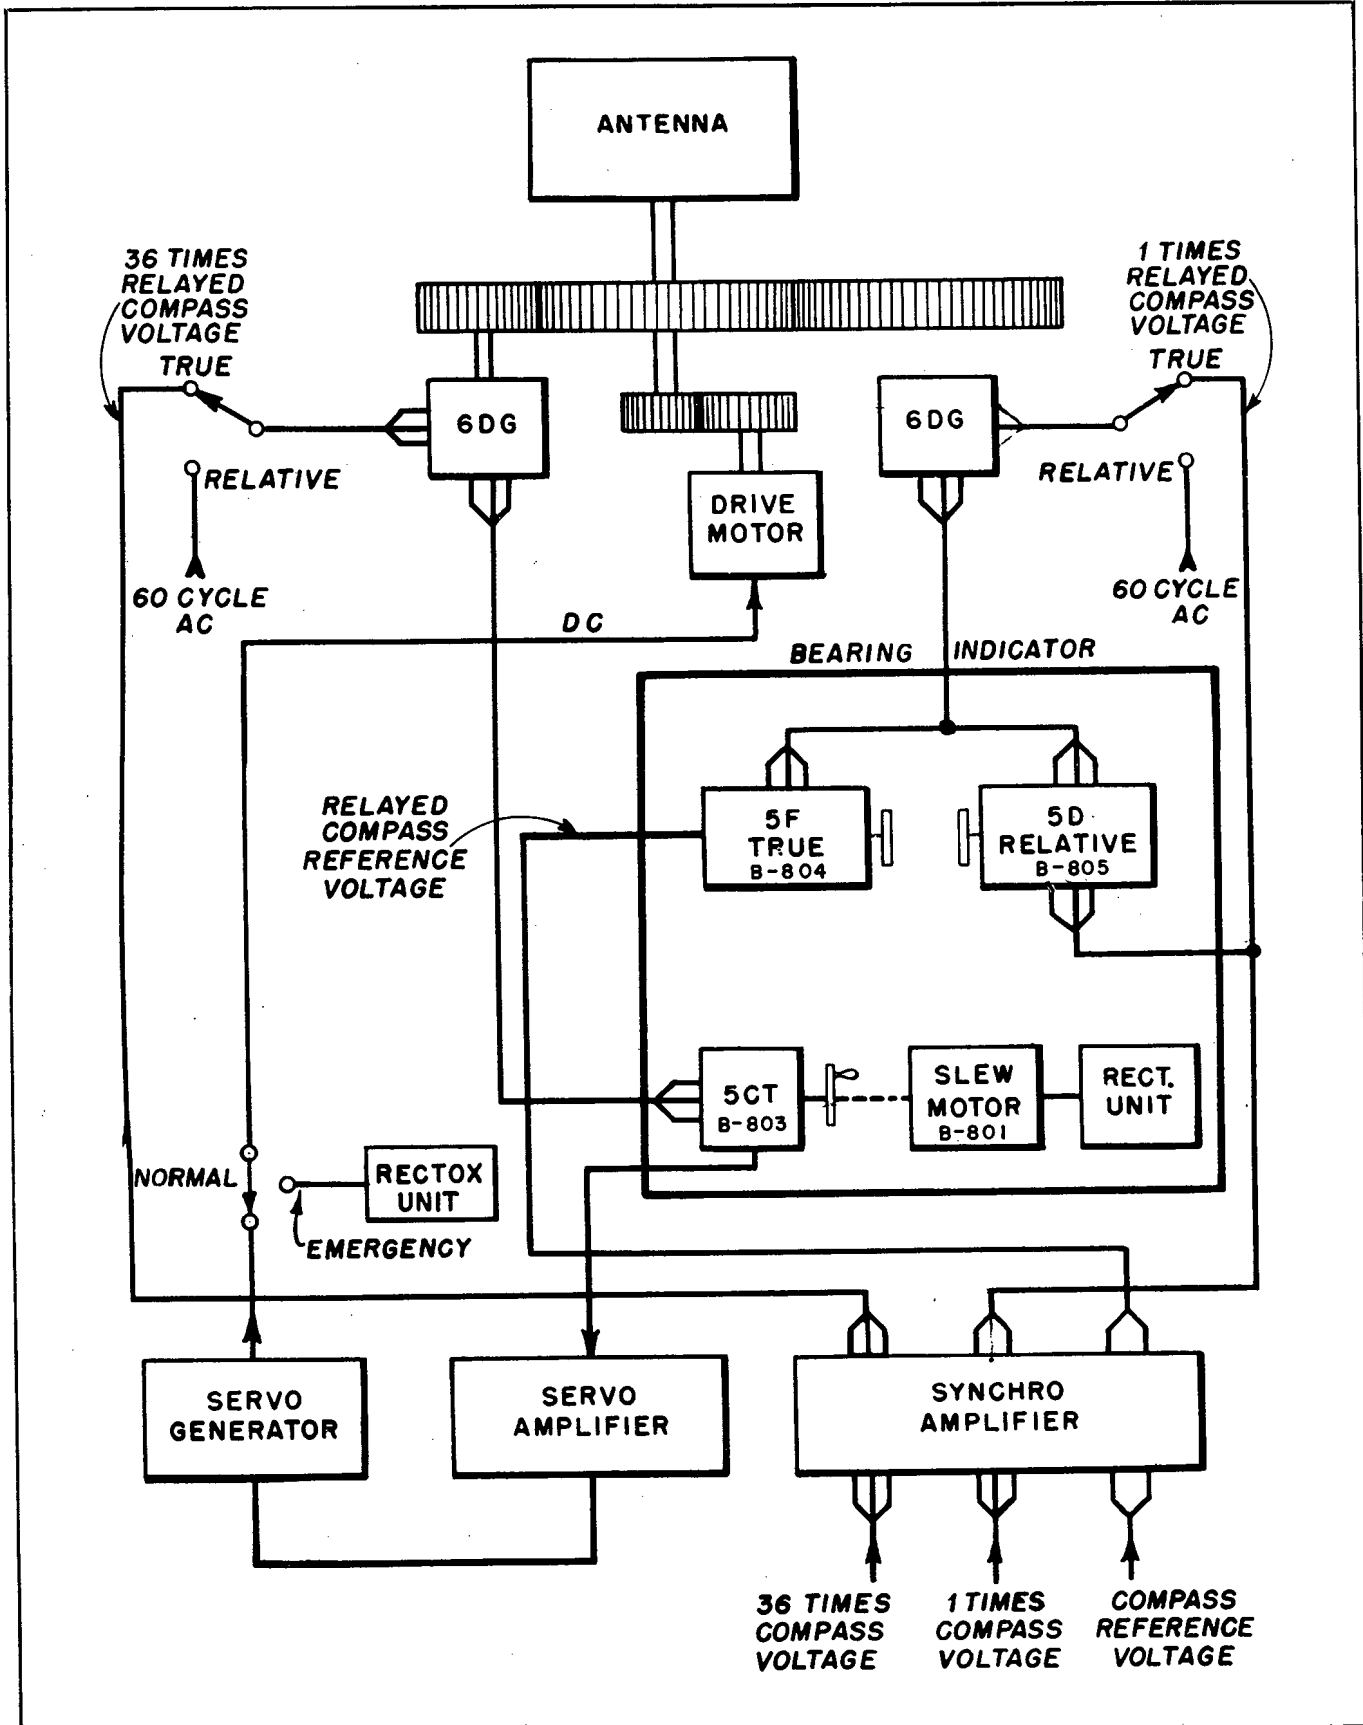 ANTENNA
36 TIMES
RELAYED
COMPASS
VOLTAGE
TRUE
1 TIMES
RELAYED
COMPASS
VOLTAGE
TRUE
6DG
6DG
RELATIVE
RELATIVE
DRIVE
MOTOR
60 CYCLE
AC
60 CYCLE
AC
DC
BEARING INDICATOR
RELAYED
COMPASS
REFERENCE
VOLTAGE
5F
TRUE
B-804
5D
RELATIVE
B-805
5CT
B-803
SLEW
MOTOR
B-801
RECT.
UNIT
NORMAL
RECTOX
UNIT
EMERGENCY
SERVO
GENERATOR
SERVO
AMPLIFIER
SYNCHRO
AMPLIFIER
36 TIMES
COMPASS
VOLTAGE
1 TIMES
COMPASS
VOLTAGE
COMPASS
REFERENCE
VOLTAGE